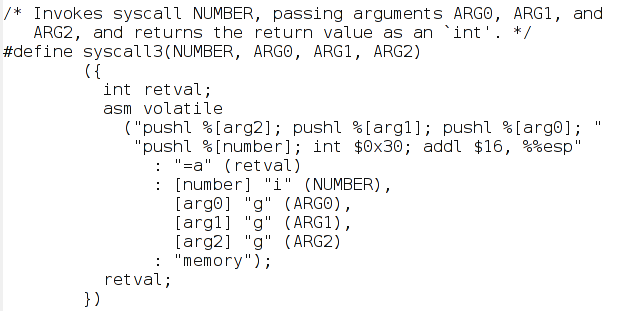 /* Invokes syscall NUMBER, passing arguments ARG0, ARG1, and
   ARG2, and returns the return value as an `int'. */
#define syscall3(NUMBER, ARG0, ARG1, ARG2)
        ({
          int retval;
          asm volatile
            ("pushl %[arg2]; pushl %[arg1]; pushl %[arg0]; "
             "pushl %[number]; int $0x30; addl $16, %%esp"
               : "=a" (retval)
               : [number] "i" (NUMBER),
                 [arg0] "g" (ARG0),
                 [arg1] "g" (ARG1),
                 [arg2] "g" (ARG2)
               : "memory");
          retval;
        })